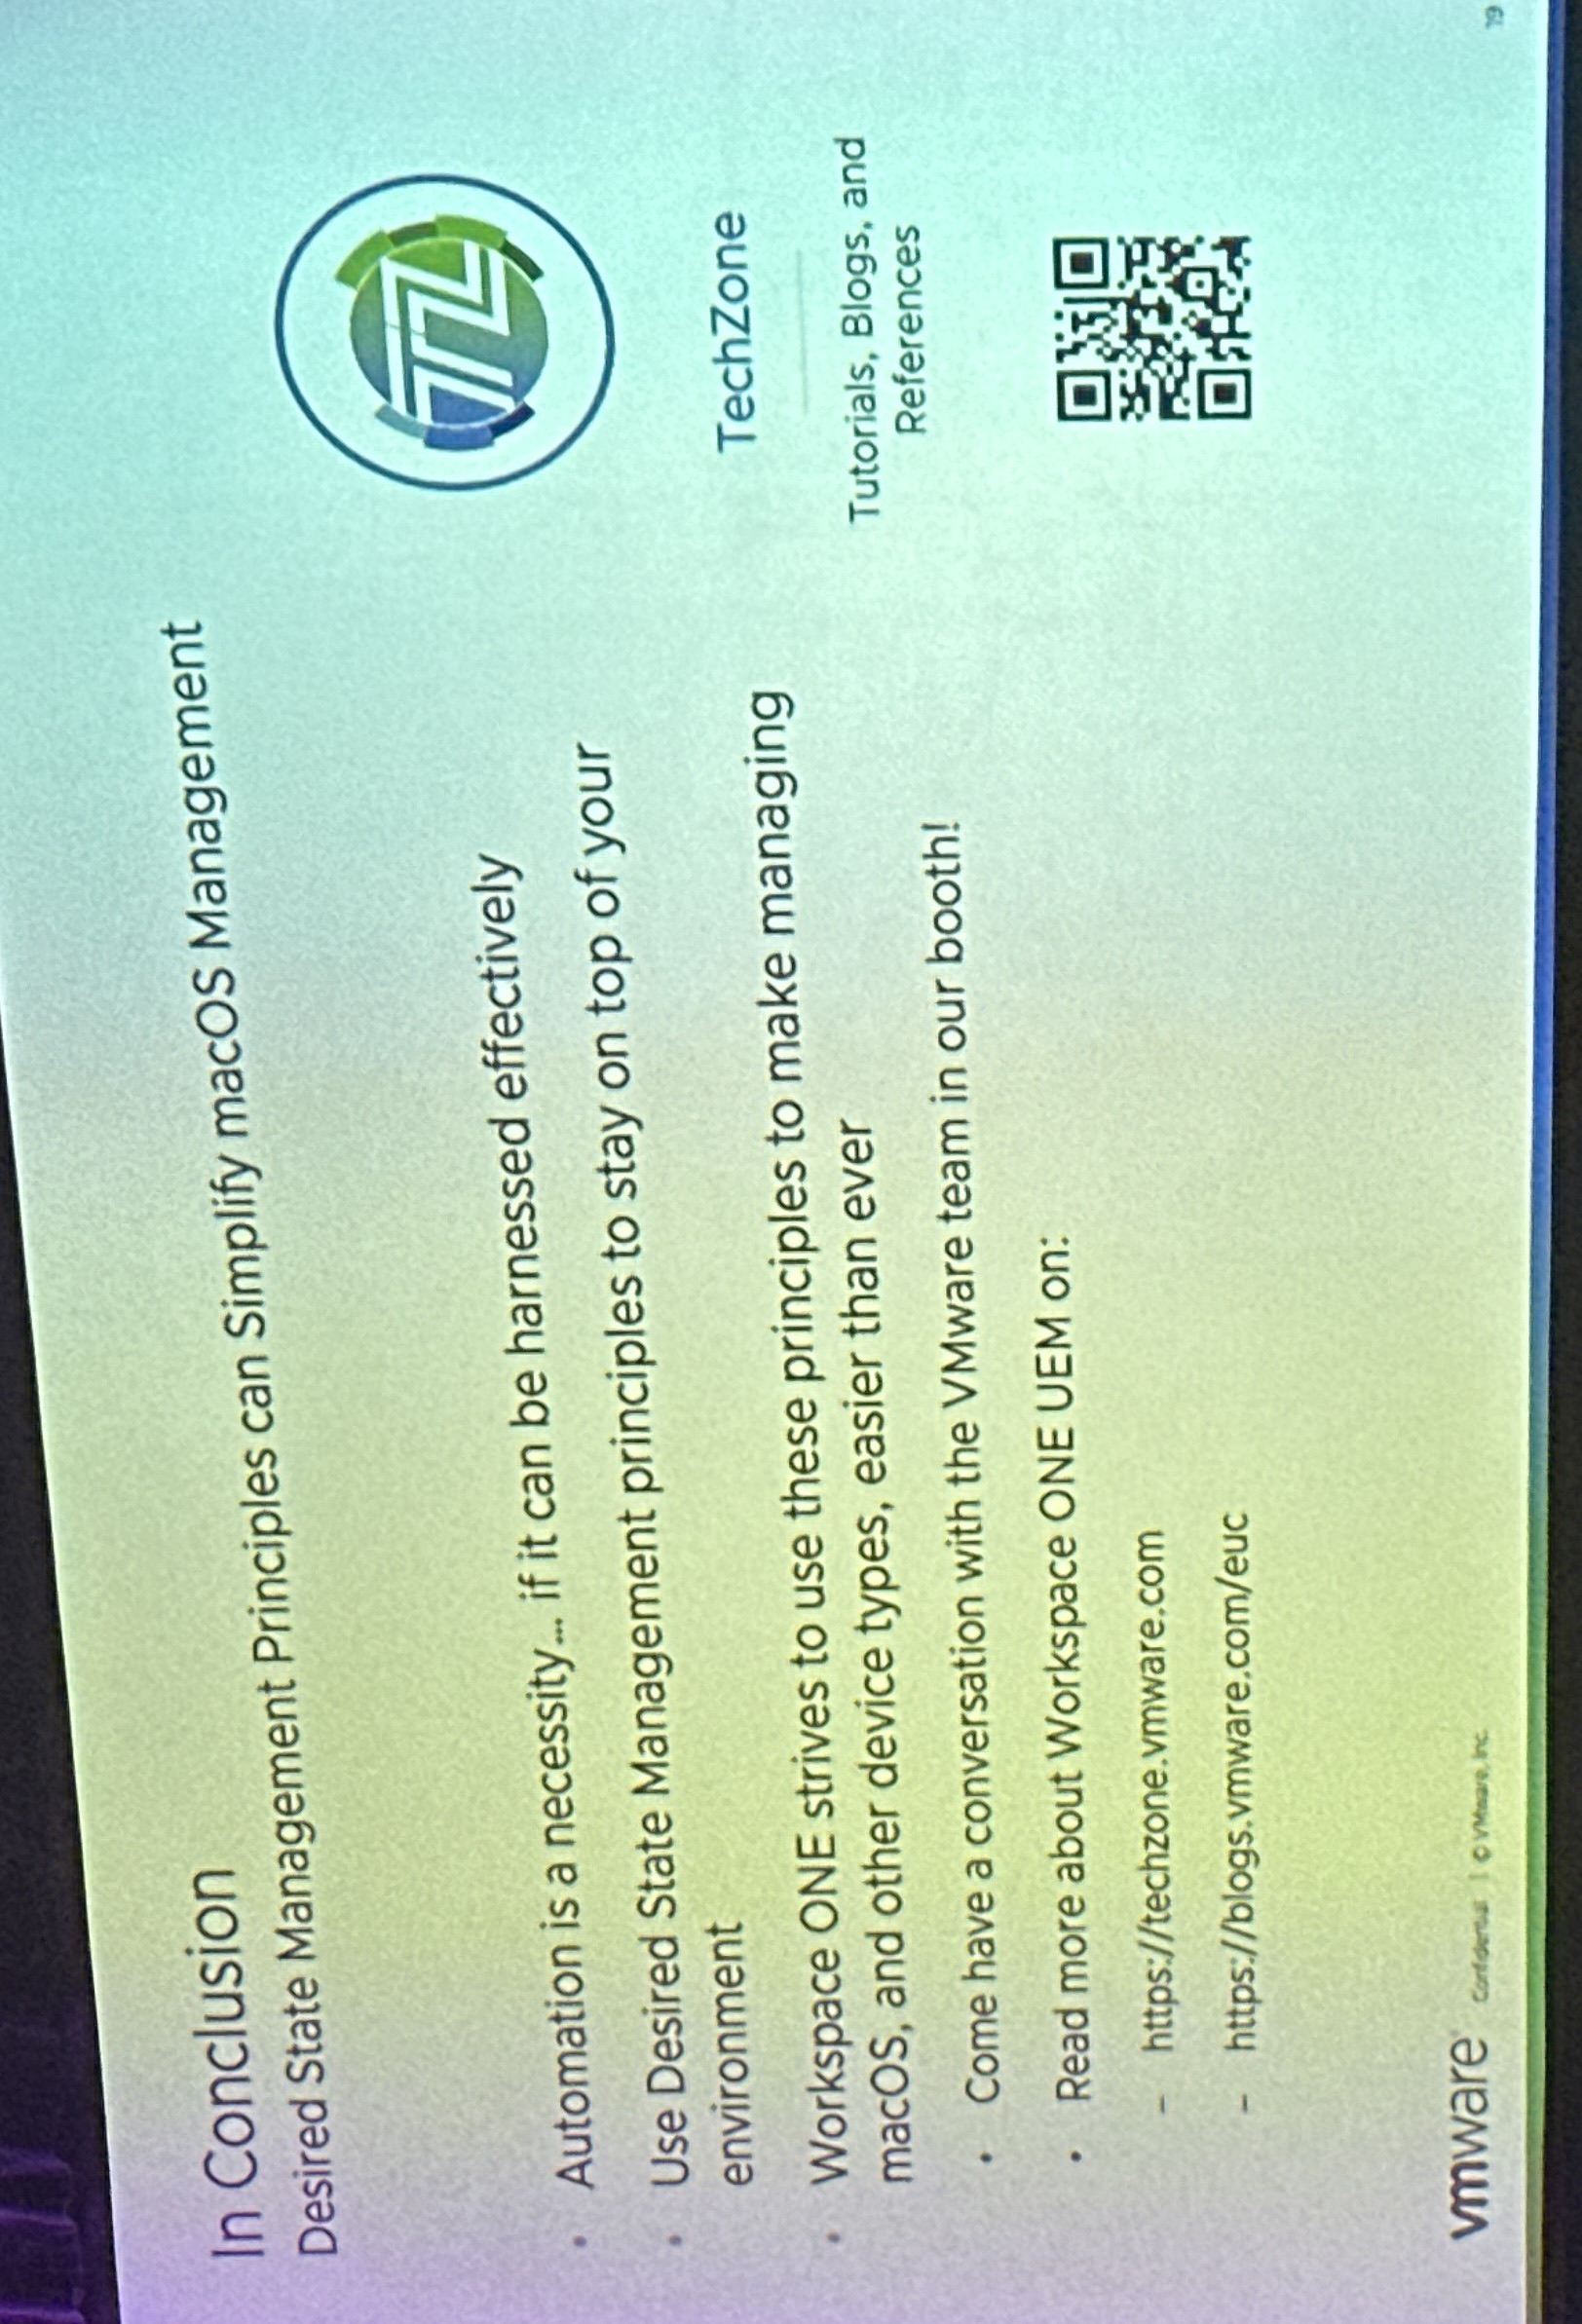 In Conclusion
Desired State Management Principles can Simplify macOS Management
• Automation is a necessity... if it can be harnessed effectively
• Use Desired State Management principles to stay on top of your
environment
• Workspace ONE strives to use these principles to make managing
macOS, and other device types, easier than ever
• Come have a conversation with the VMware team in our booth!
• Read more about Workspace ONE UEM on:
– https://techzone.vmware.com
– https://blogs.vmware.com/euc
TZ
TechZone
Tutorials, Blogs, and
References
vmware
Confidential | © VMware, Inc.
19